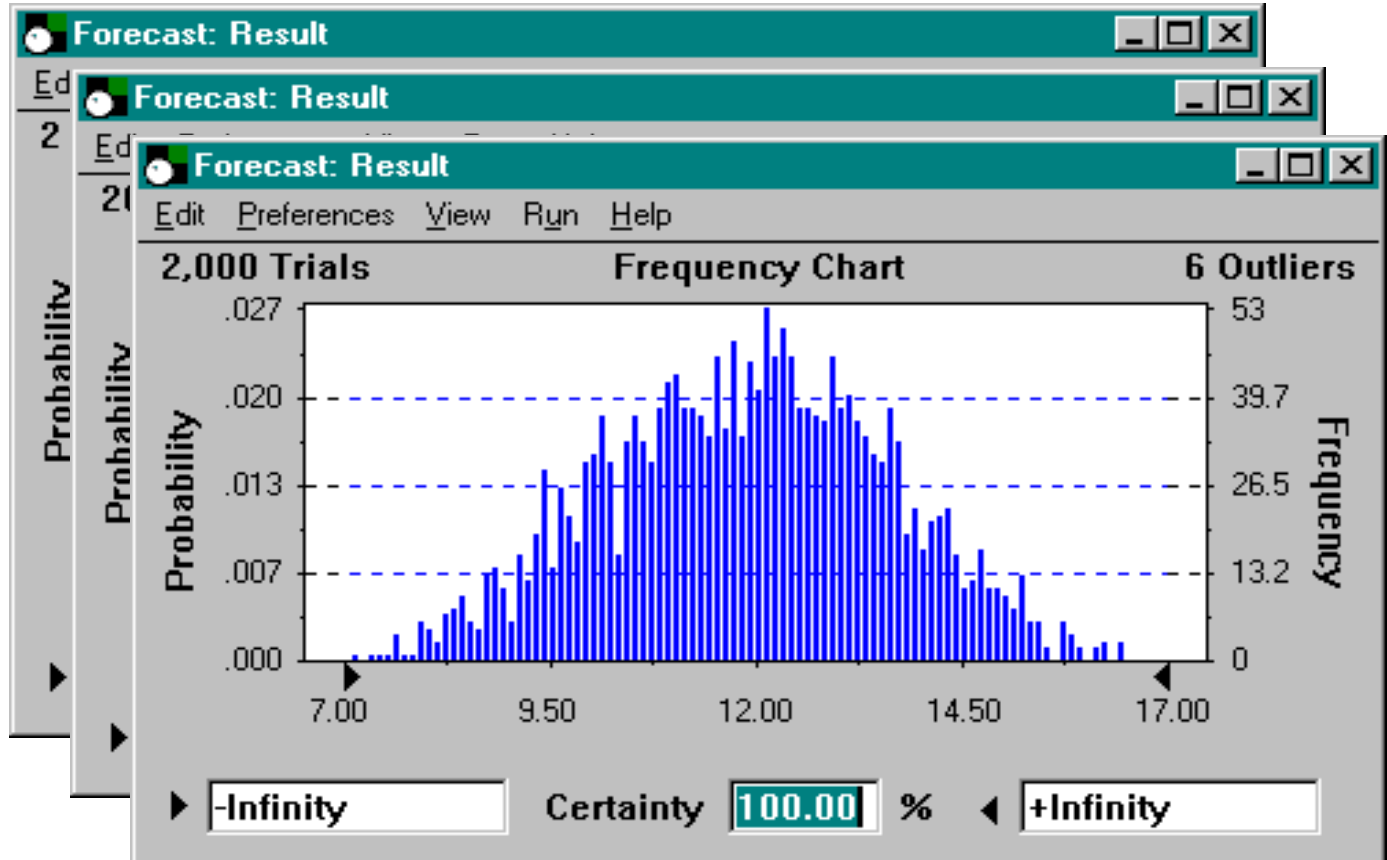 Forecast: Result
Ed
2
Probability
Forecast: Result
Ed
20
Probability
Forecast: Result
Edit Preferences View Run Help
2,000 Trials Frequency Chart 6 Outliers
.027 53
.020 39.7
.013 26.5
.007 13.2
.000 0
Probability
Frequency
7.00 9.50 12.00 14.50 17.00
-Infinity Certainty 100.00 % +Infinity